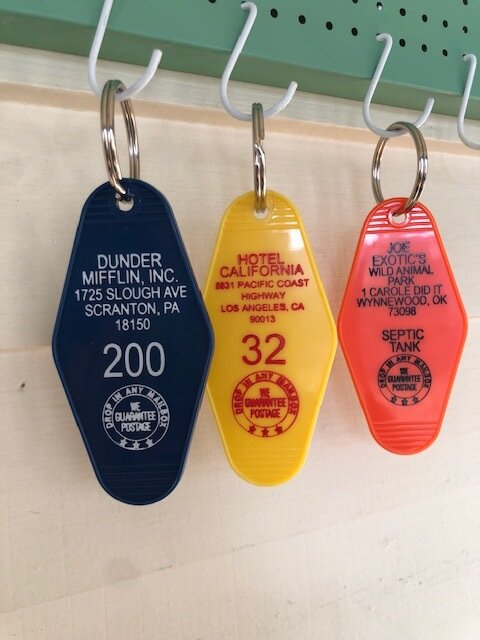 DUNDER
MIFFLIN, INC.
1725 SLOUGH AVE
SCRANTON, PA
18150
200
DROP IN ANY MAILBOX
WE
GUARANTEE
POSTAGE
HOTEL
CALIFORNIA
5831 PACIFIC COAST
HIGHWAY
LOS ANGELES, CA
90013
32
DROP IN ANY MAILBOX
WE
GUARANTEE
POSTAGE
JOE
EXOTIC'S
WILD ANIMAL
PARK
1 CAROLE DID IT
WYNNEWOOD, OK
73098
SEPTIC
TANK
DROP IN ANY MAILBOX
WE
GUARANTEE
POSTAGE